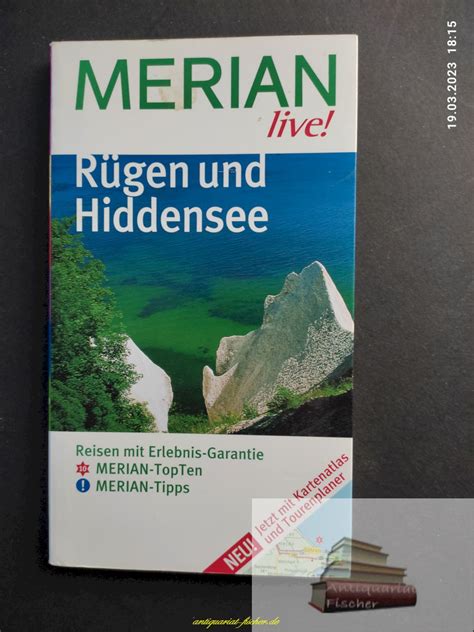 19.03.2023 18:15
MERIAN
live!
Rügen und
Hiddensee
Reisen mit Erlebnis-Garantie
MERIAN-TopTen
! MERIAN-Tipps
NEU! Jetzt mit Kartenatlas
und Tourenplaner
Antiquariat
Fischer
antiquariat-fischer.de